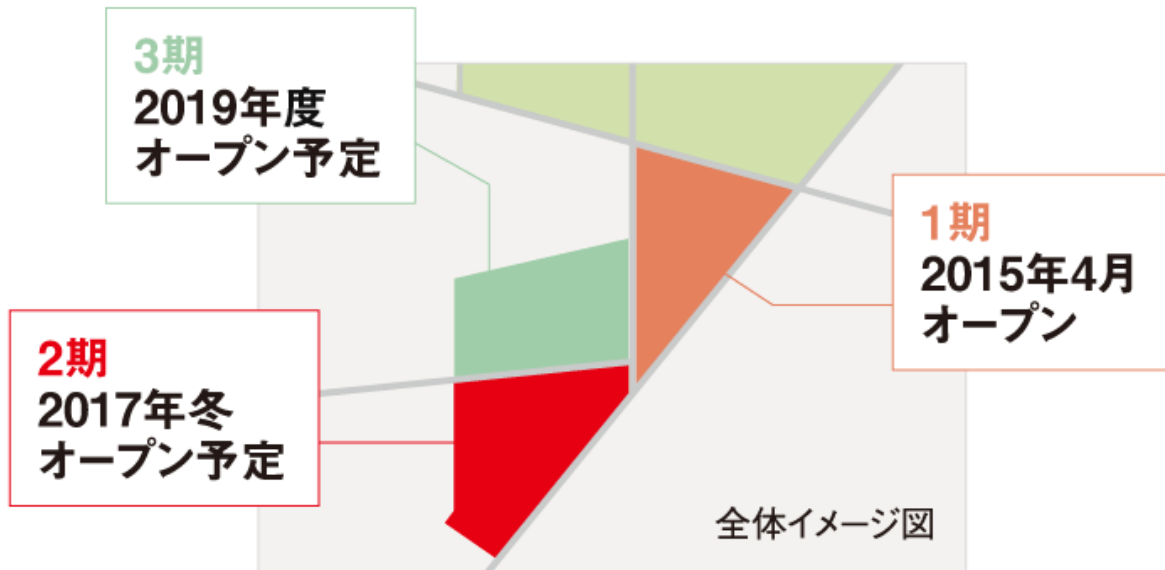 3期
2019年度
オープン予定
1期
2015年4月
オープン
2期
2017年冬
オープン予定
全体イメージ図